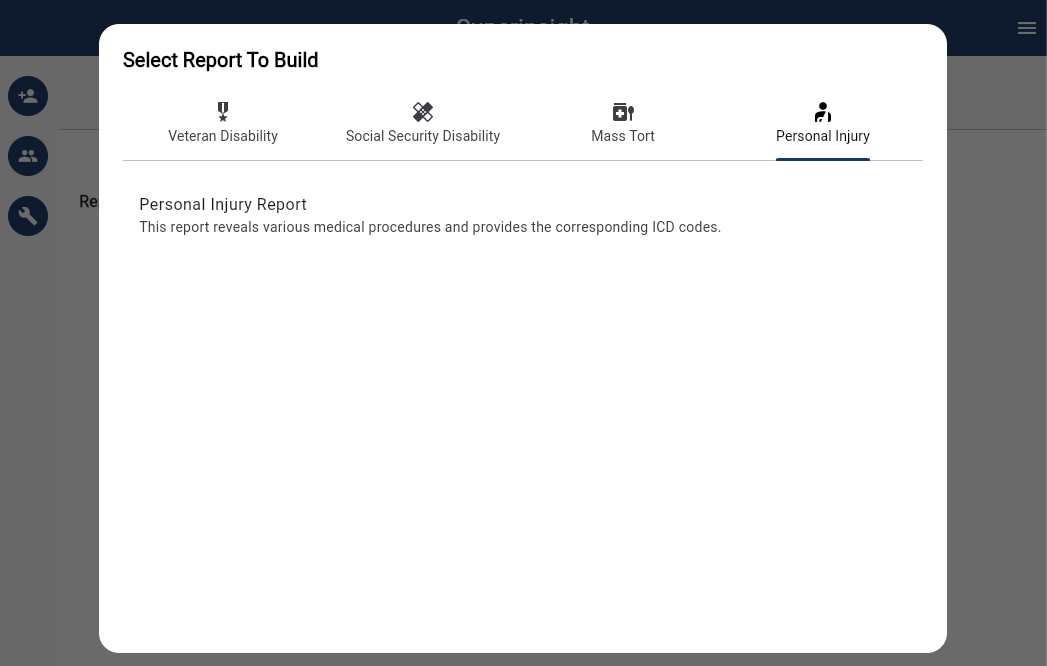 Select Report To Build
Veteran Disability
Social Security Disability
Mass Tort
Personal Injury
Re
Personal Injury Report
This report reveals various medical procedures and provides the corresponding ICD codes.